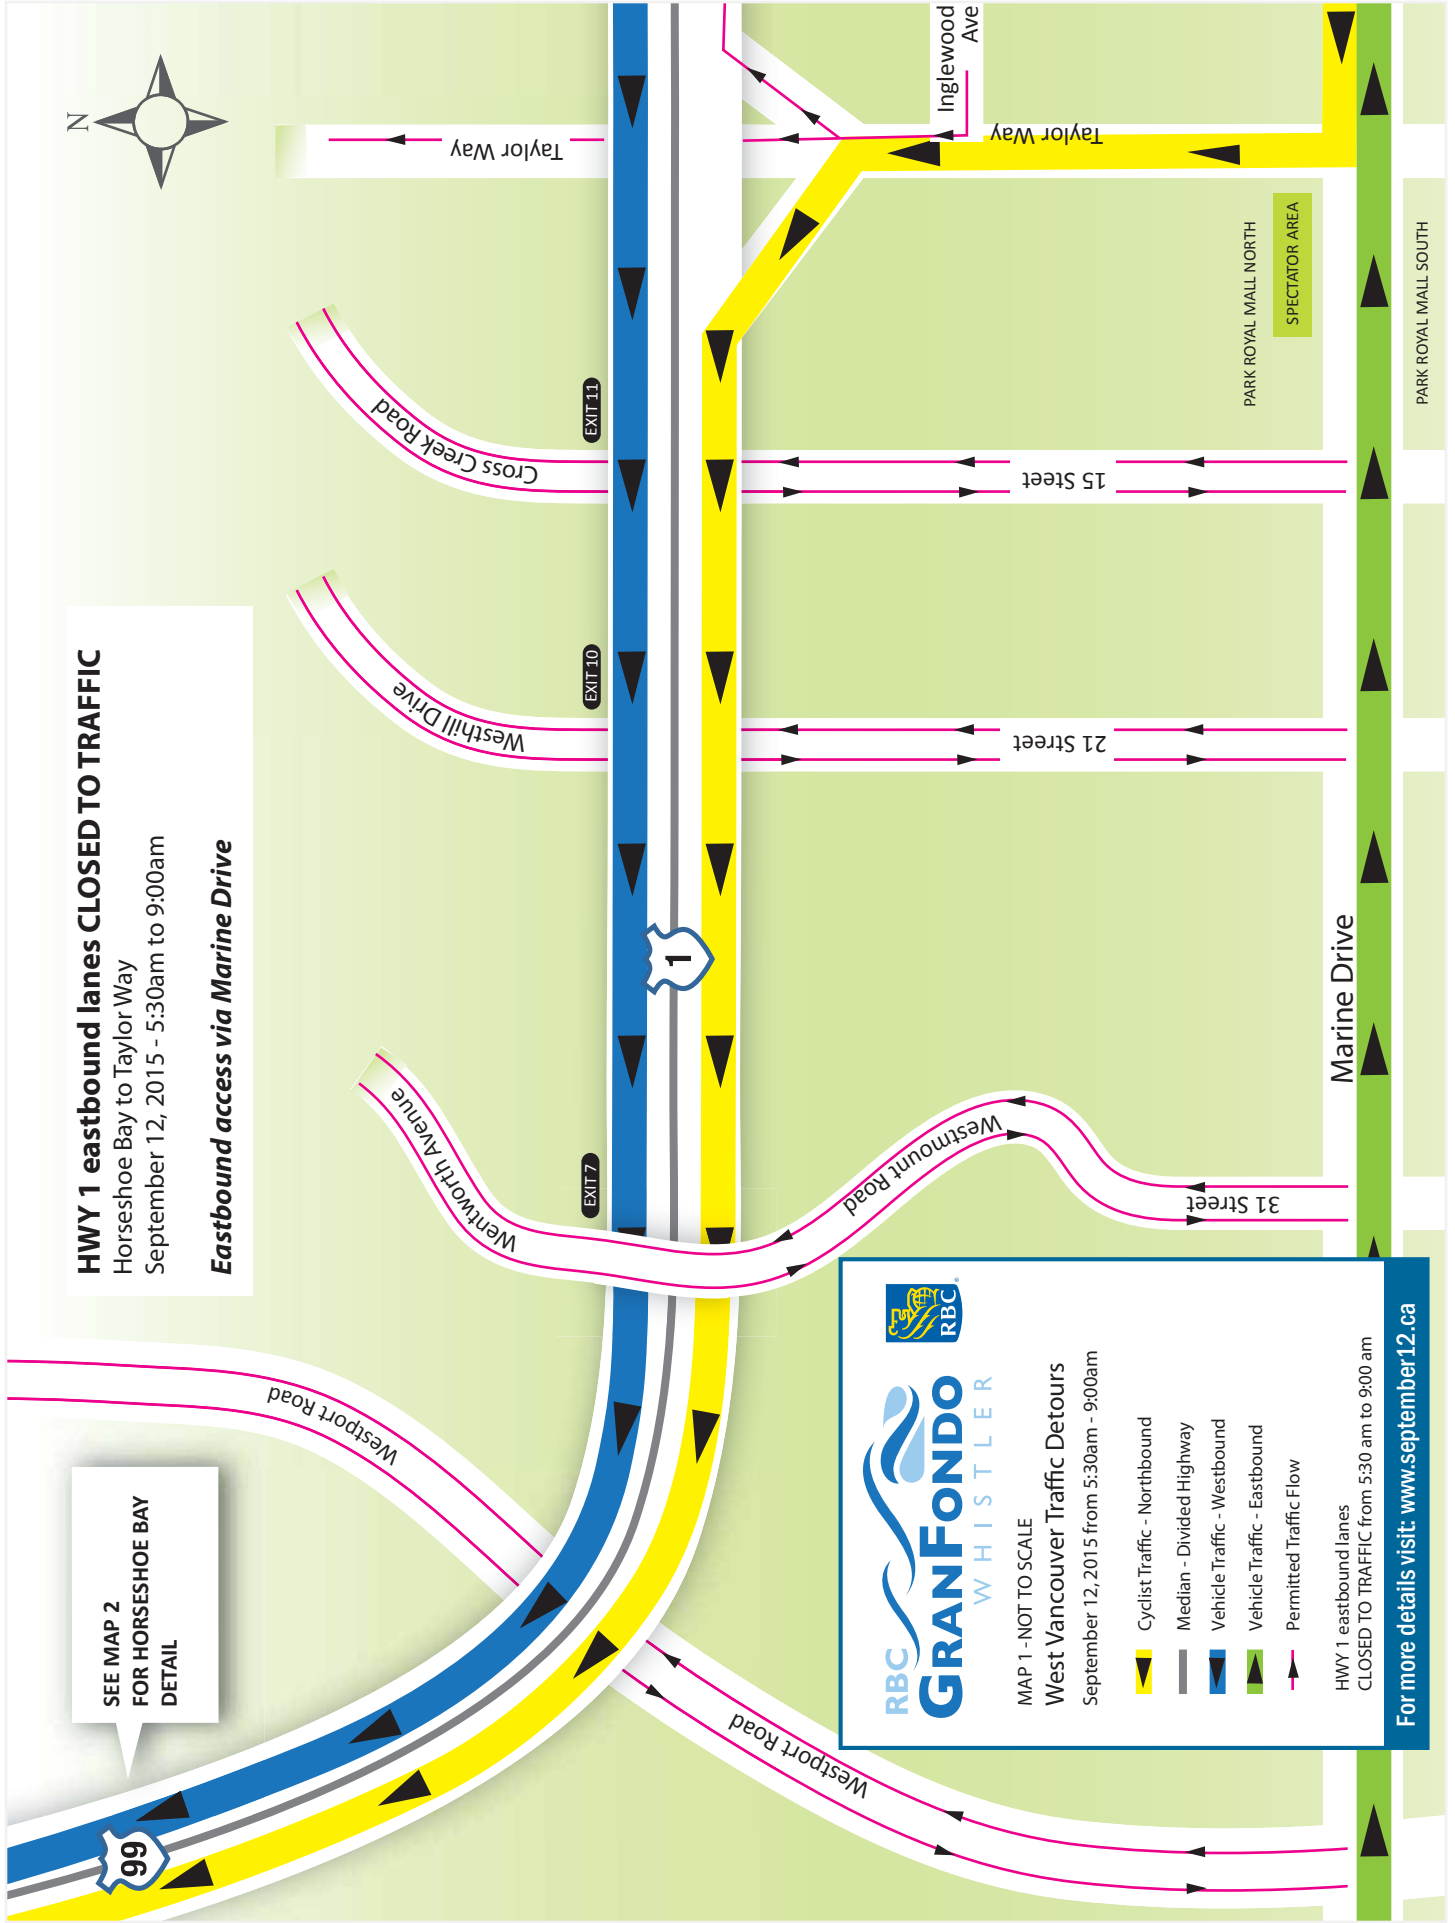 SEE MAP 2
FOR HORSESHOE BAY
DETAIL
HWY 1 eastbound lanes CLOSED TO TRAFFIC
Horseshoe Bay to Taylor Way
September 12, 2015 - 5:30am to 9:00am
Eastbound access via Marine Drive
N
99
Westport Road
Wentworth Avenue
Westhill Drive
Cross Creek Road
Taylor Way
EXIT 7
EXIT 10
EXIT 11
1
Westport Road
Westmount Road
31 Street
21 Street
15 Steet
Taylor Way
Inglewood
Ave
PARK ROYAL MALL NORTH
SPECTATOR AREA
Marine Drive
PARK ROYAL MALL SOUTH
RBC
GRANFONDO
WHISTLER
RBC
MAP 1 - NOT TO SCALE
West Vancouver Traffic Detours
September 12, 2015 from 5:30am - 9:00am
Cyclist Traffic - Northbound
Median - Divided Highway
Vehicle Traffic - Westbound
Vehicle Traffic - Eastbound
Permitted Traffic Flow
HWY 1 eastbound lanes
CLOSED TO TRAFFIC from 5:30 am to 9:00 am
For more details visit: www.september12.ca